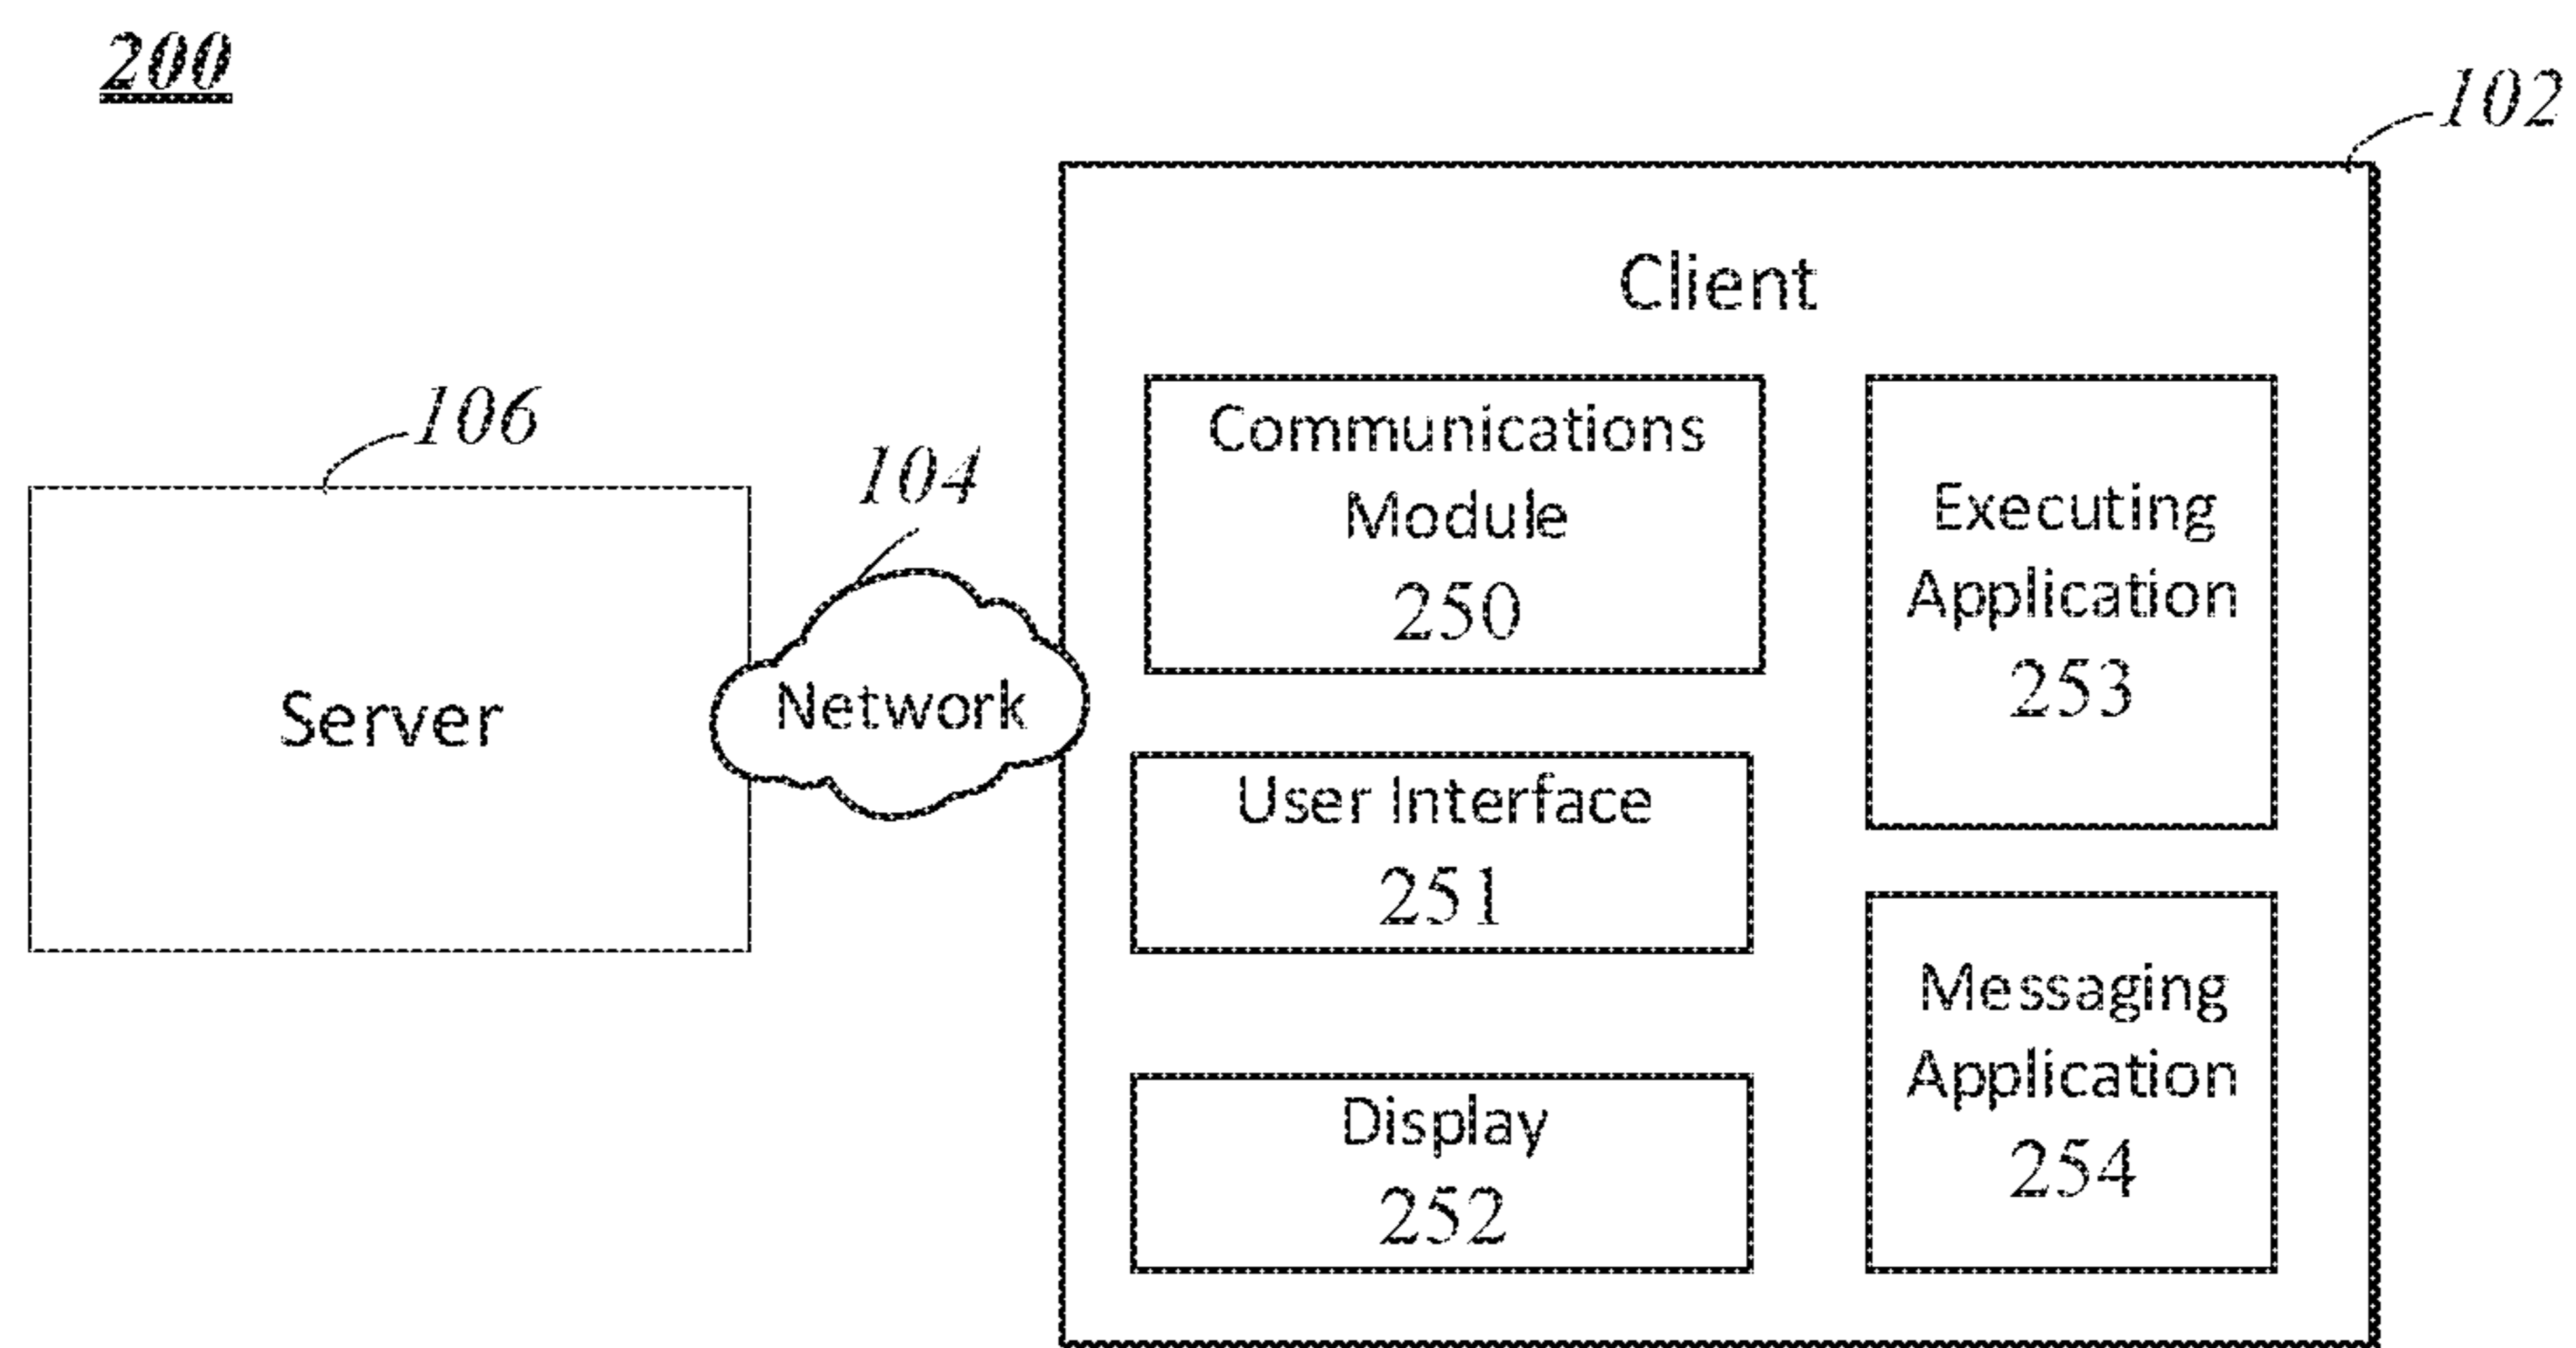 200
102
Client
106
104
Server
Network
Communications
Module
250
User Interface
251
Display
252
Executing
Application
253
Messaging
Application
254